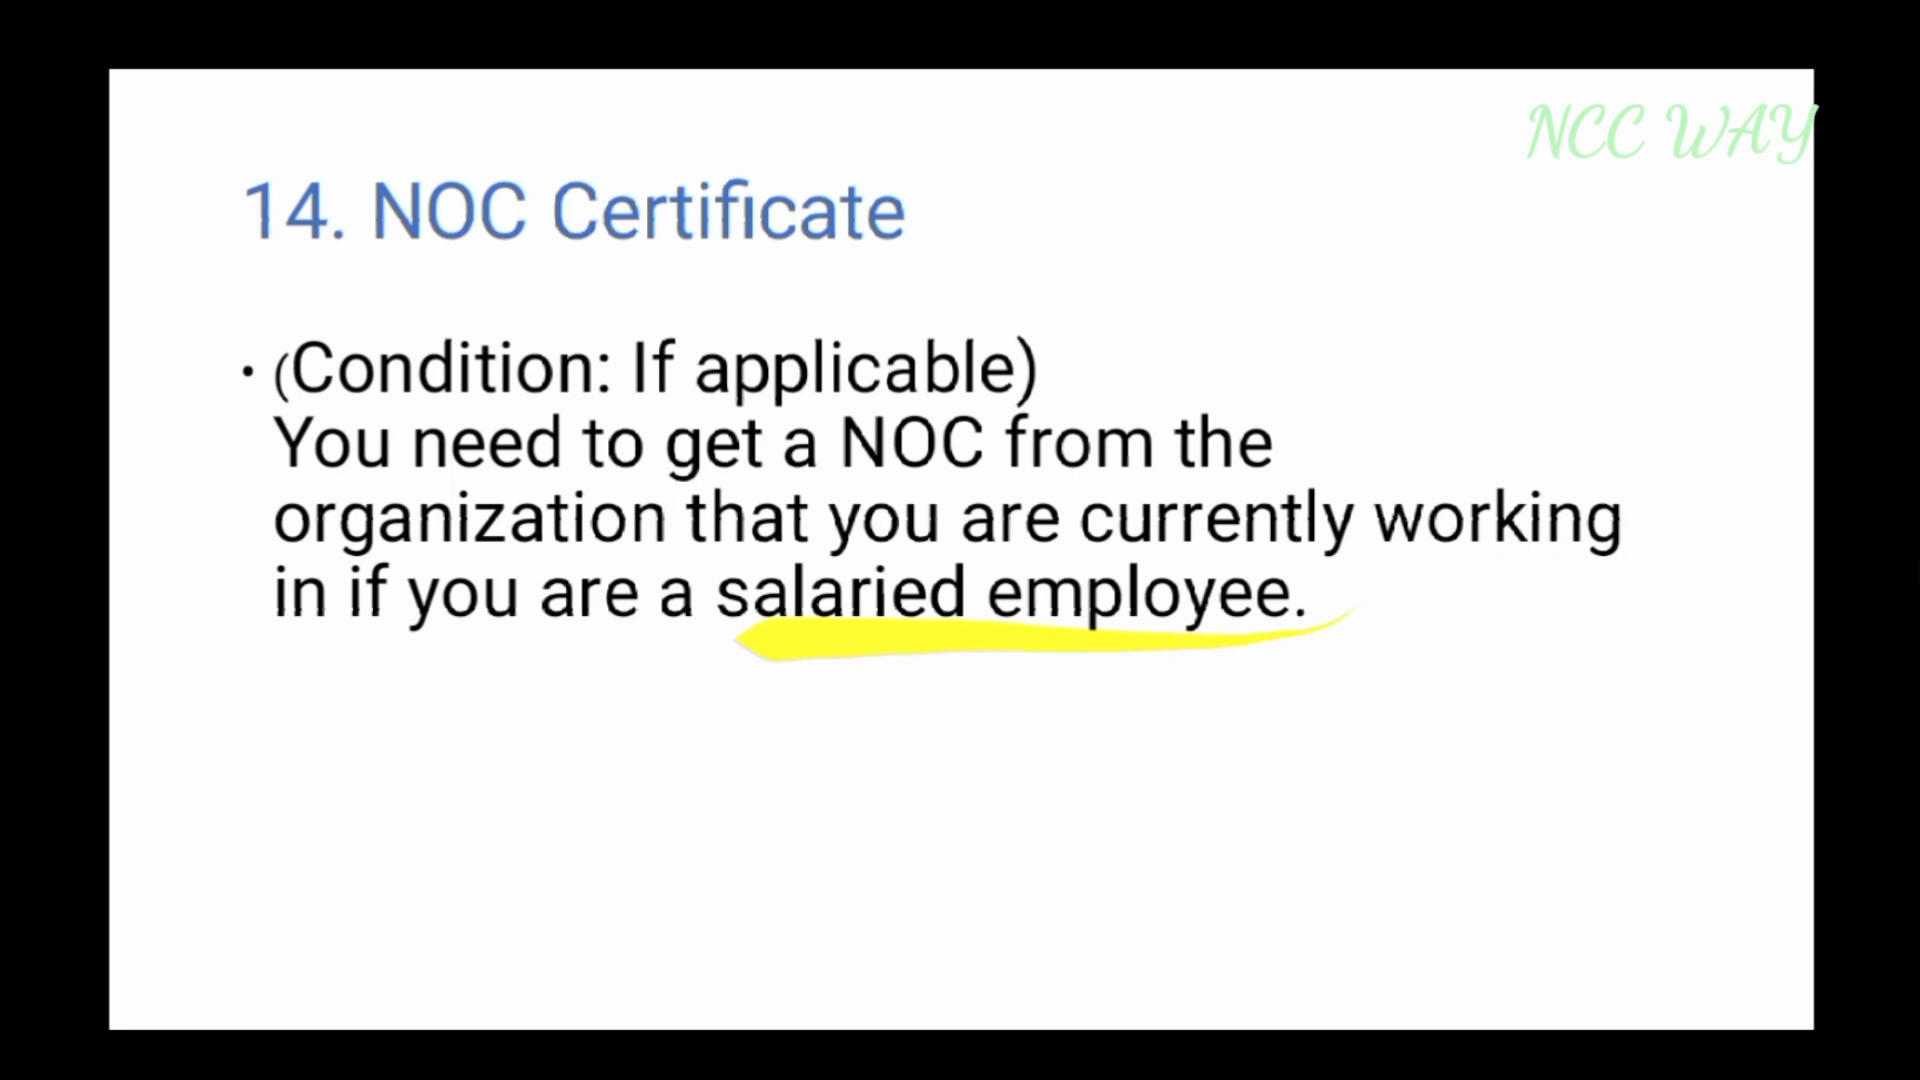 NCC WAY
14. NOC Certificate
• (Condition: If applicable)
You need to get a NOC from the
organization that you are currently working
in if you are a salaried employee.